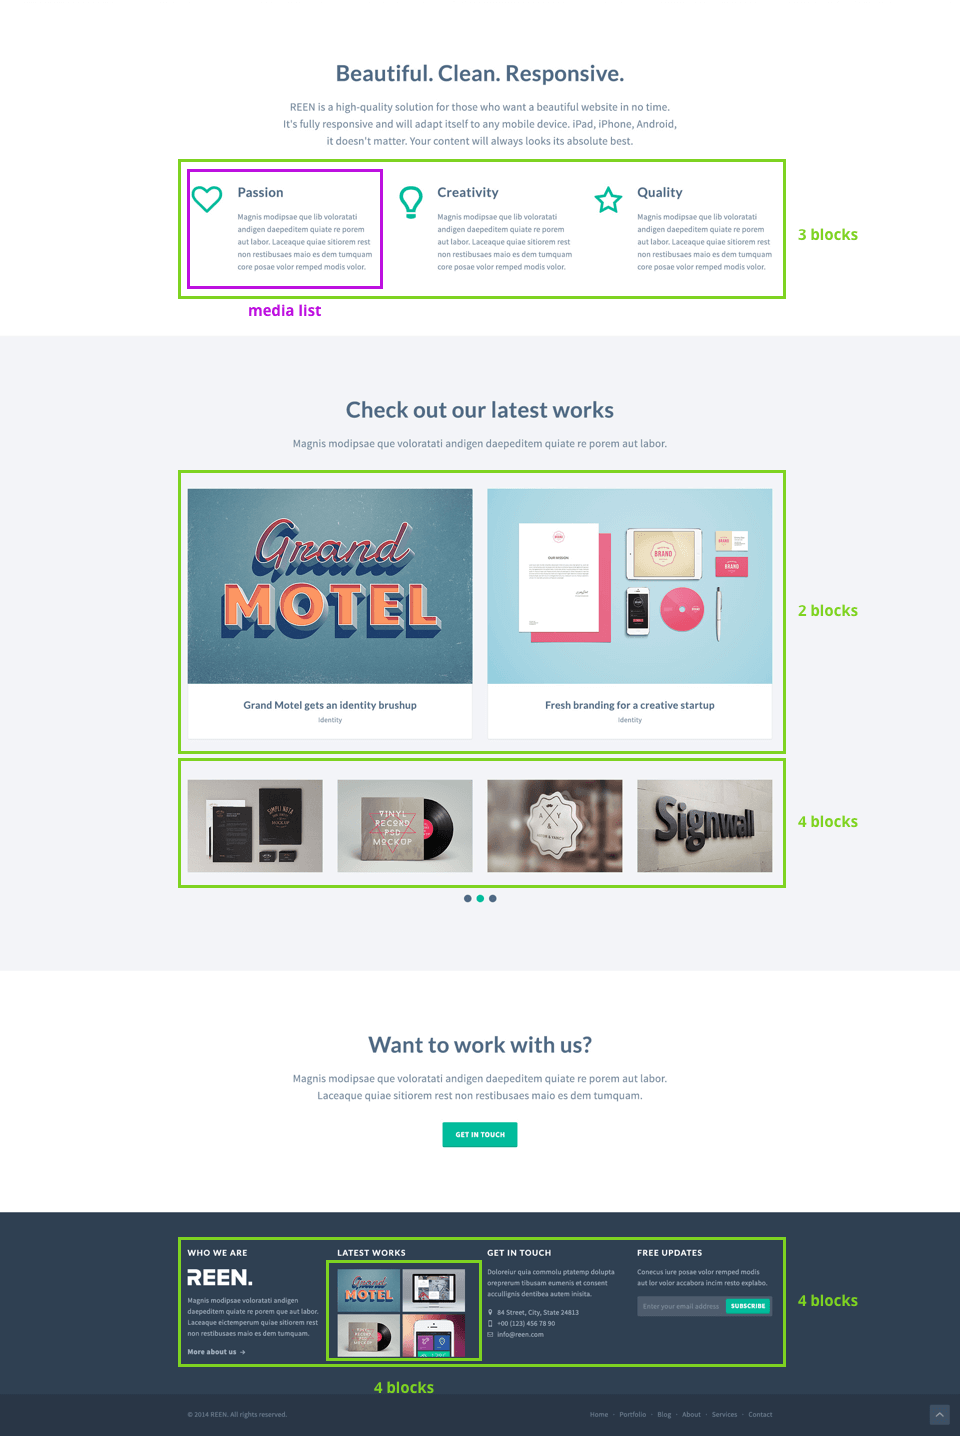 Beautiful. Clean. Responsive.
REEN is a high-quality solution for those who want a beautiful website in no time.
It's fully responsive and will adapt itself to any mobile device. iPad, iPhone, Android,
it doesn't matter. Your content will always looks its absolute best.
Passion
Magnis modipsae que lib voloratati
andigen daepeditem quiate re porem
aut labor. Laceaque quiae sitiorem rest
non restibusaes maio es dem tumquam
core posae volor remped modis volor.
Creativity
Magnis modipsae que lib voloratati
andigen daepeditem quiate re porem
aut labor. Laceaque quiae sitiorem rest
non restibusaes maio es dem tumquam
core posae volor remped modis volor.
Quality
Magnis modipsae que lib voloratati
andigen daepeditem quiate re porem
aut labor. Laceaque quiae sitiorem rest
non restibusaes maio es dem tumquam
core posae volor remped modis volor.
3 blocks
media list
Check out our latest works
Magnis modipsae que voloratati andigen daepeditem quiate re porem aut labor.
Grand
MOTEL
OUR MISSION
BRAND
BRAND
2 blocks
Grand Motel gets an identity brushup
Identity
Fresh branding for a creative startup
Identity
VINYL
RECORD
PSD
MOCKUP
A Y
&
Signwall
4 blocks
Want to work with us?
Magnis modipsae que voloratati andigen daepeditem quiate re porem aut labor.
Laceaque quiae sitiorem rest non restibusaes maio es dem tumquam.
GET IN TOUCH
WHO WE ARE
REEN.
Magnis modipsae voloratati andigen
daepeditem quiate re porem que aut labor.
Laceaque eictemperum quiae sitiorem rest
non restibusaes maio es dem tumquam.
More about us →
LATEST WORKS
Grand
MOTEL
VINYL
RECORD
PSD
MOCKUP
GET IN TOUCH
Doloreiur quia commolu ptatemp dolupta
oreprerum tibusam eumenis et consent
accullignis dentibea autem inisita.
84 Street, City, State 24813
+00 (123) 456 78 90
info@reen.com
FREE UPDATES
Conecus iure posae volor remped modis
aut lor volor accabora incim resto explabo.
Enter your email address
SUBSCRIBE
4 blocks
4 blocks
© 2014 REEN. All rights reserved.
Home · Portfolio · Blog · About · Services · Contact